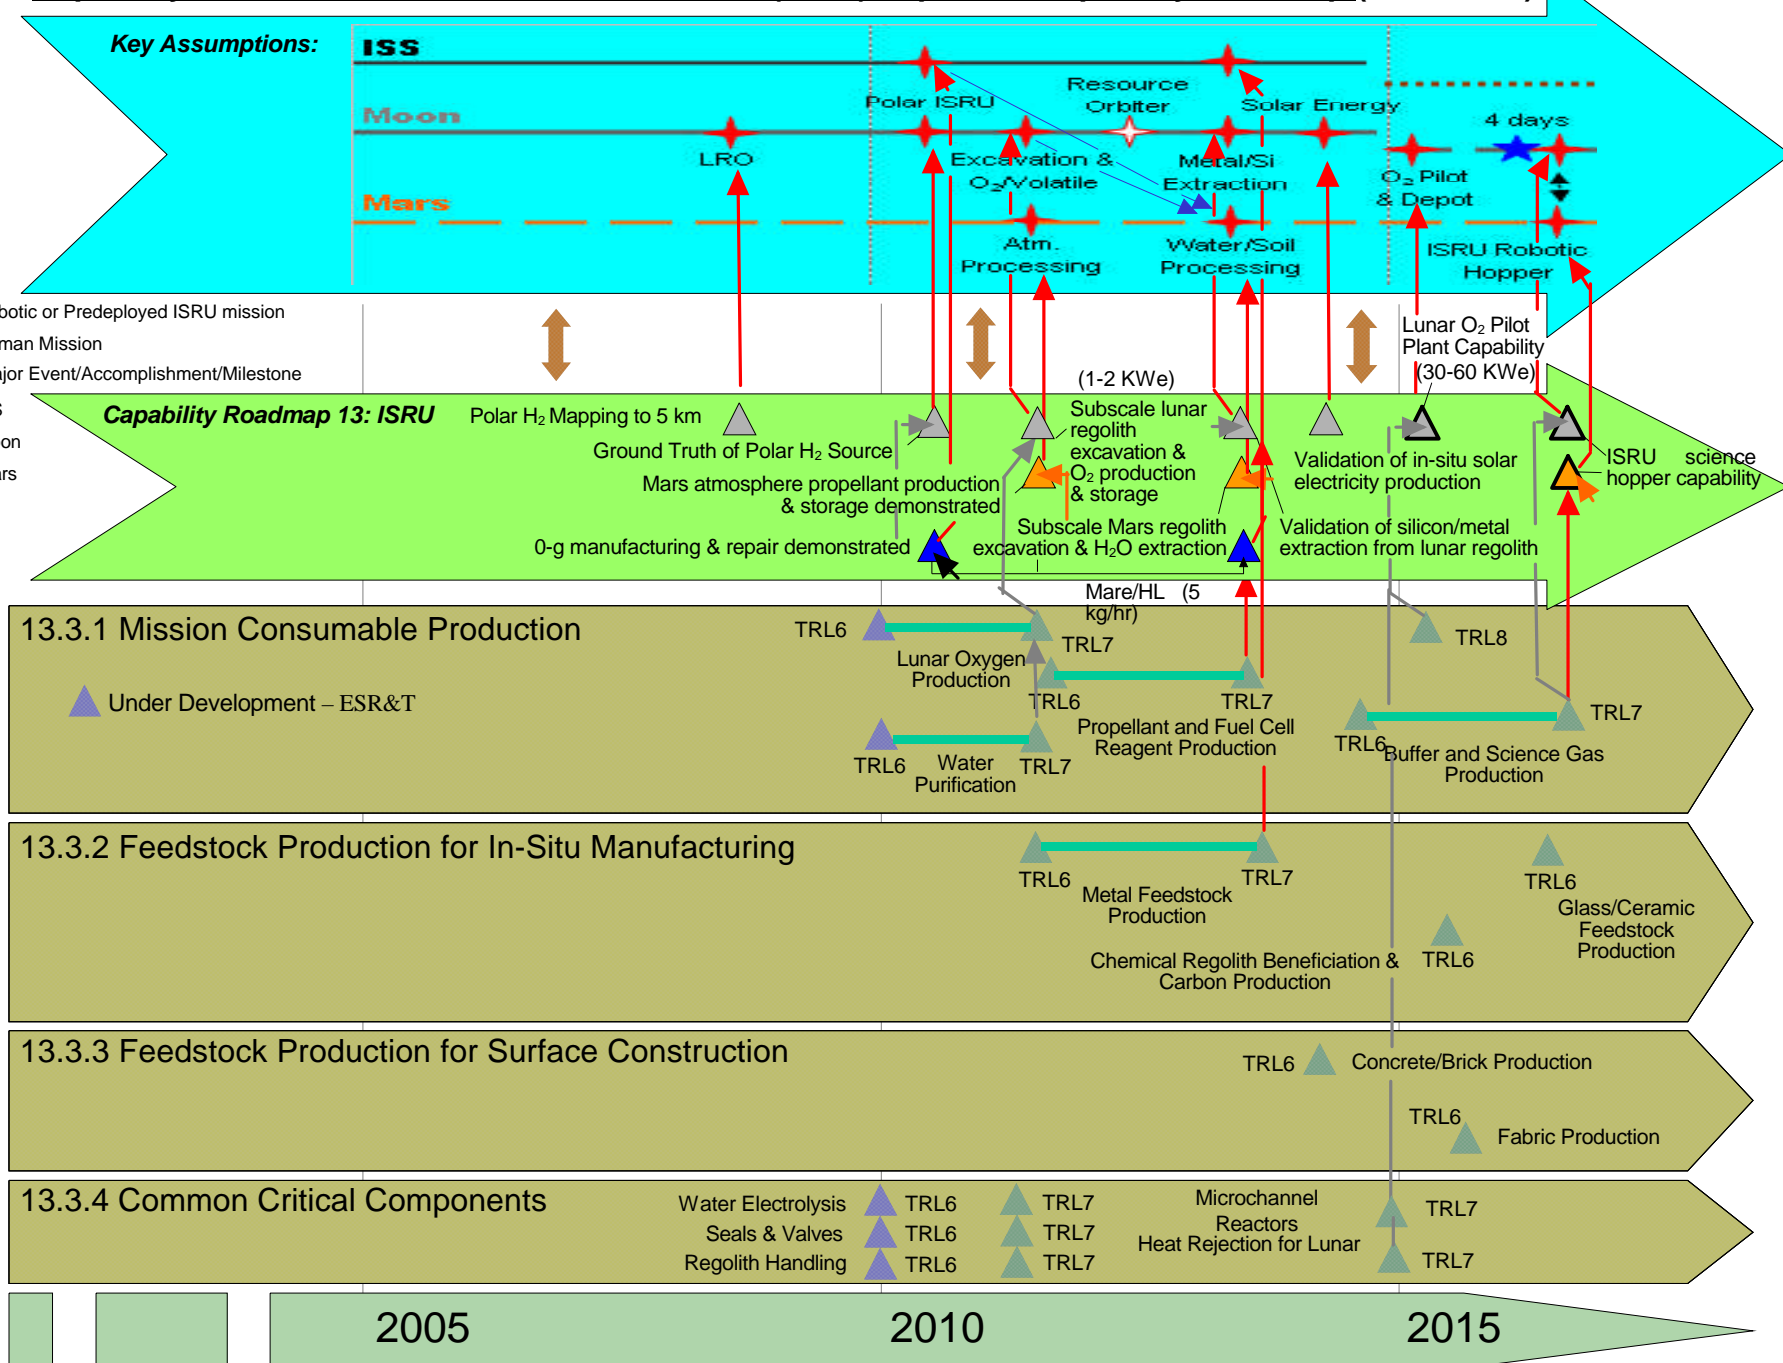 Key Assumptions:
ISS
Polar ISRU
Resource
Orbiter
Solar Energy
Moon
4 days
LRO
Excavation &
O₂/Volatile
Metal/Si
Extraction
O₂ Pilot
& Depot
Mars
Atm.
Processing
Water/Soil
Processing
ISRU Robotic
Hopper
botic or Predeployed ISRU mission
man Mission
ajor Event/Accomplishment/Milestone
S
oon
ars
Lunar O₂ Pilot
Plant Capability
(30-60 KWe)
(1-2 KWe)
Capability Roadmap 13: ISRU
Polar H₂ Mapping to 5 km
Ground Truth of Polar H₂ Source
Subscale lunar
regolith
excavation &
O₂ production
& storage
Mars atmosphere propellant production
& storage demonstrated
Validation of in-situ solar
electricity production
ISRU science
hopper capability
0-g manufacturing & repair demonstrated
Subscale Mars regolith
excavation & H₂O extraction
Validation of silicon/metal
extraction from lunar regolith
Mare/HL (5
kg/hr)
13.3.1 Mission Consumable Production
TRL6
TRL7
TRL8
Lunar Oxygen
Production
TRL6
TRL7
Under Development – ESR&T
Propellant and Fuel Cell
Reagent Production
TRL6
TRL7
Buffer and Science Gas
Production
TRL6
Water
Purification
TRL7
13.3.2 Feedstock Production for In-Situ Manufacturing
TRL6
TRL7
Metal Feedstock
Production
TRL6
Glass/Ceramic
Feedstock
Production
Chemical Regolith Beneficiation &
Carbon Production
TRL6
13.3.3 Feedstock Production for Surface Construction
TRL6
Concrete/Brick Production
TRL6
Fabric Production
13.3.4 Common Critical Components
Water Electrolysis
TRL6
TRL7
Seals & Valves
TRL6
TRL7
Regolith Handling
TRL6
TRL7
Microchannel
Reactors
TRL7
Heat Rejection for Lunar
TRL7
2005
2010
2015